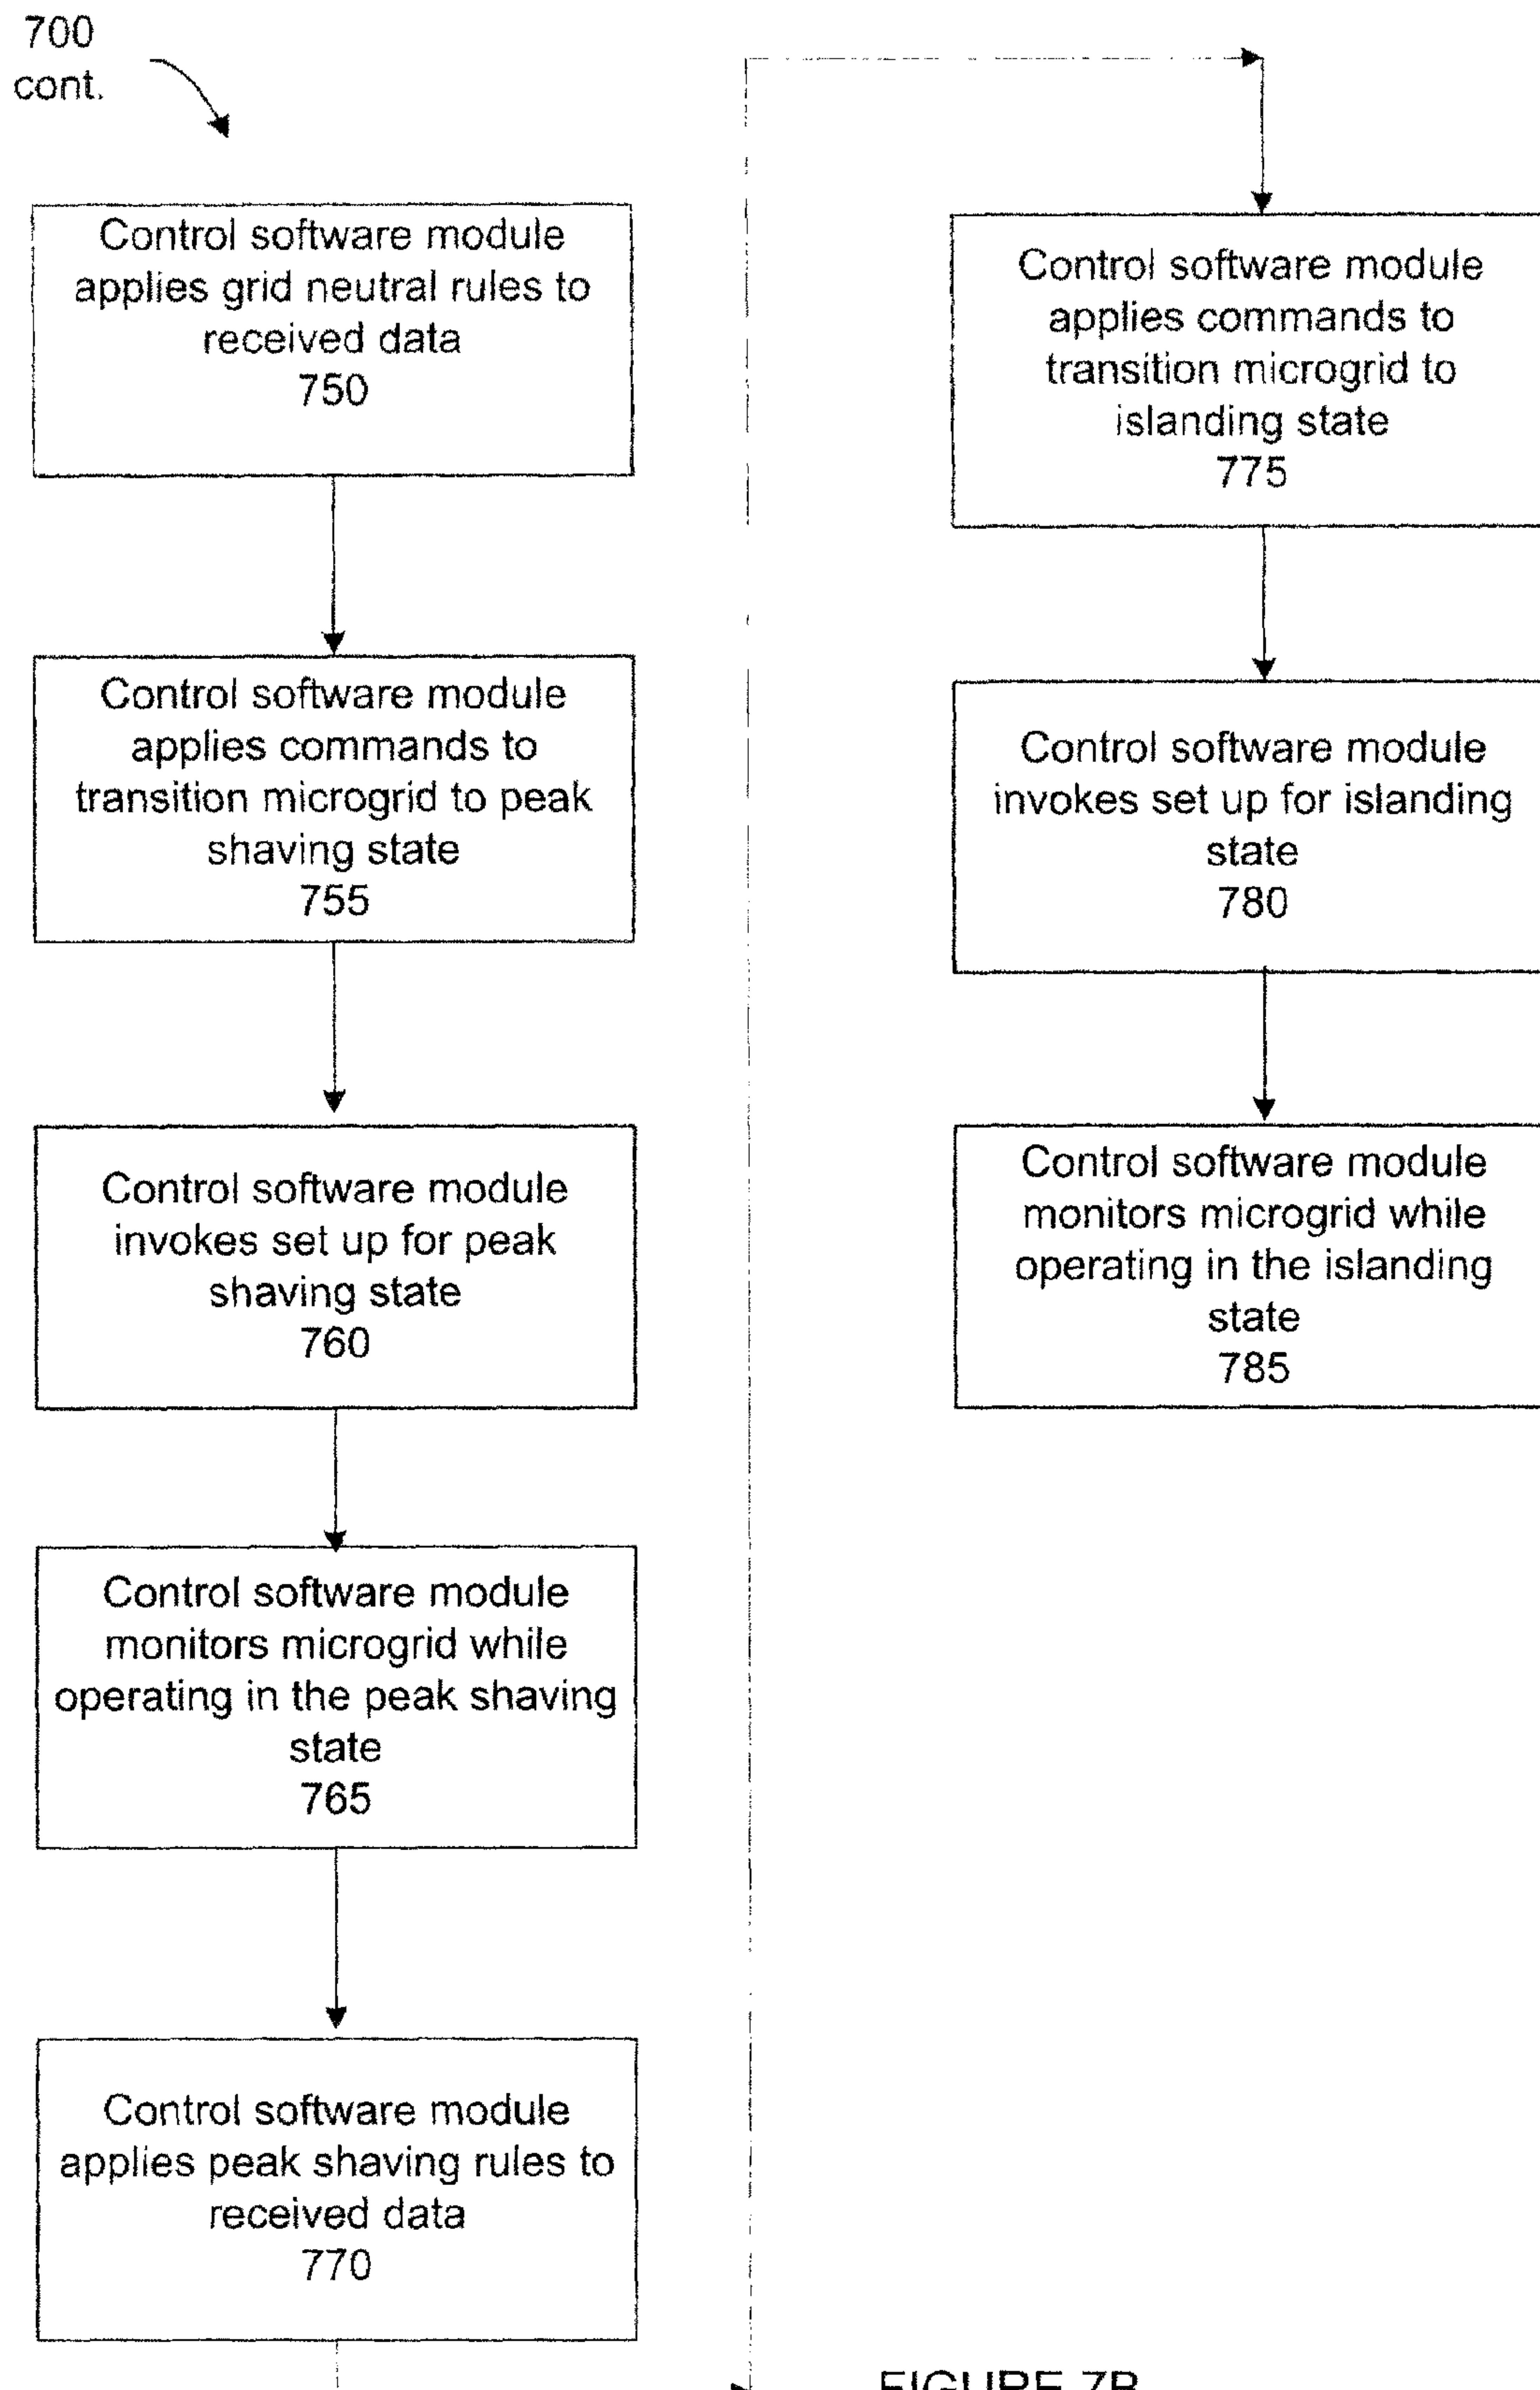 700
cont.
Control software module
applies grid neutral rules to
received data
750
Control software module
applies commands to
transition microgrid to peak
shaving state
755
Control software module
invokes set up for peak
shaving state
760
Control software module
monitors microgrid while
operating in the peak shaving
state
765
Control software module
applies peak shaving rules to
received data
770
Control software module
applies commands to
transition microgrid to
islanding state
775
Control software module
invokes set up for islanding
state
780
Control software module
monitors microgrid while
operating in the islanding
state
785
FIGURE 7B